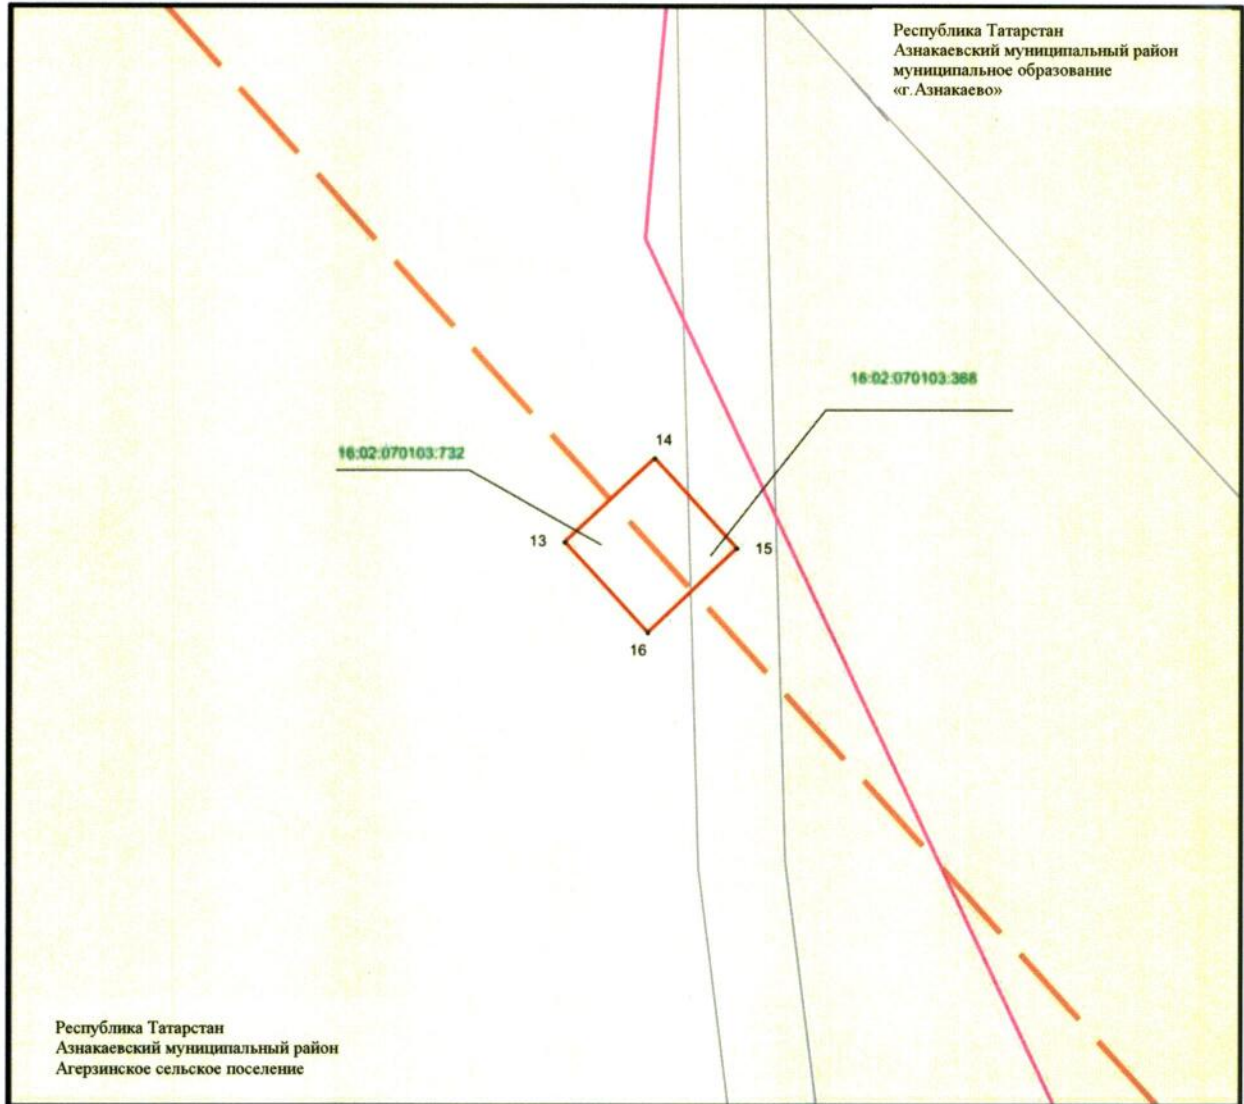 Республика Татарстан
Азнакаевский муниципальный район
муниципальное образование
«г. Азнакаево»
16:02:070103:368
14
16:02:070103:732
13
15
16
Республика Татарстан
Азнакаевский муниципальный район
Агерзинское сельское поселение